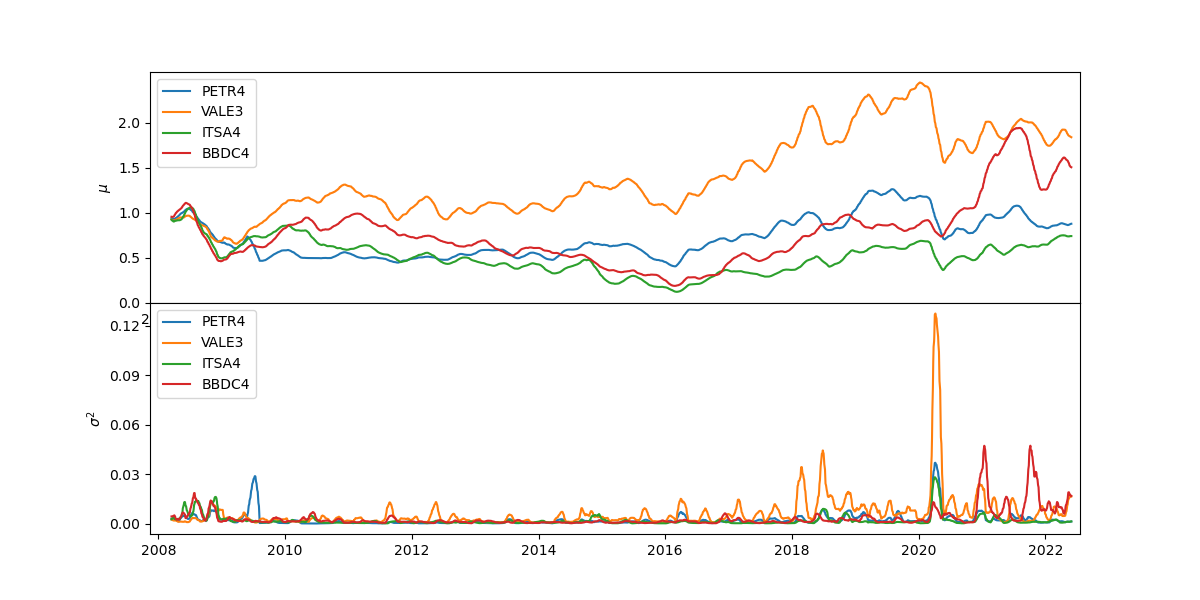 PETR4
VALE3
ITSA4
BBDC4
2.0
1.5
1.0
0.5
0.0
μ
2
PETR4
VALE3
ITSA4
BBDC4
0.12
0.09
0.06
0.03
0.00
σ²
2008 2010 2012 2014 2016 2018 2020 2022